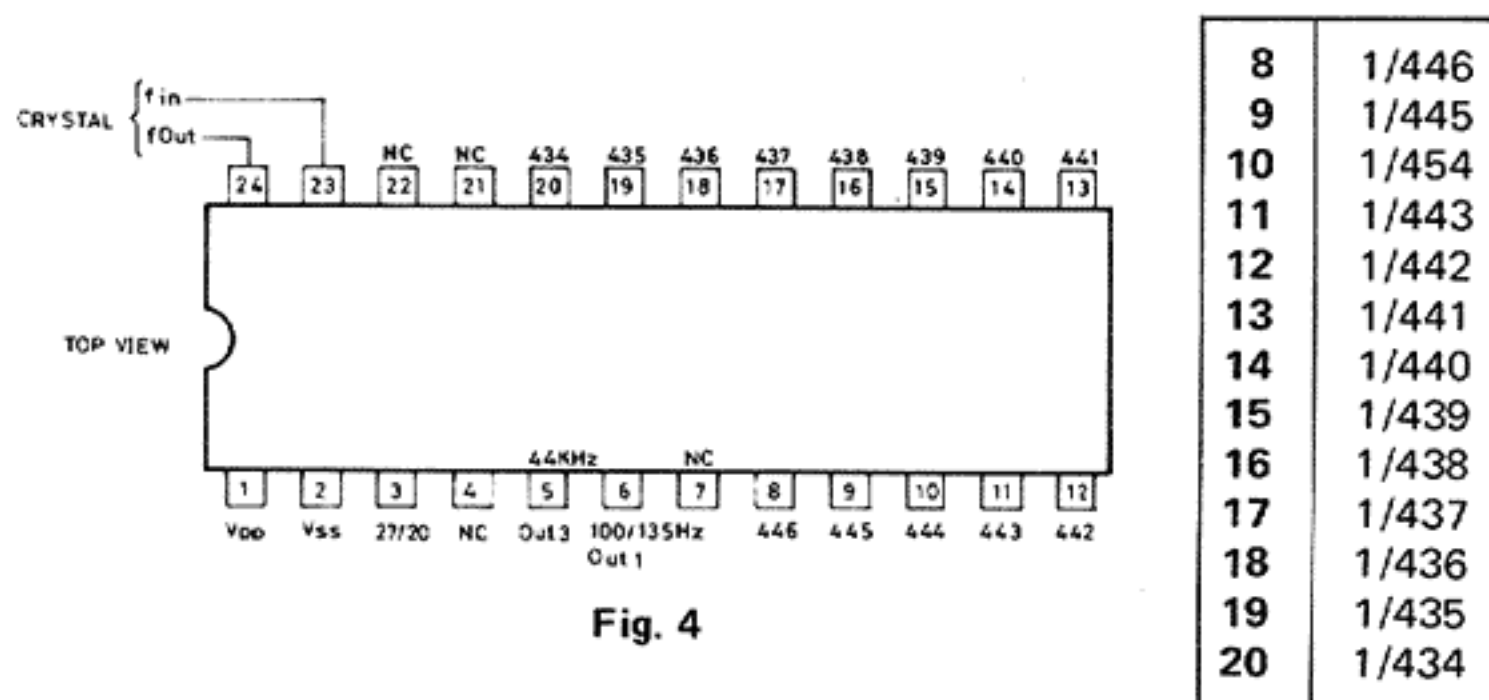 CRYSTAL
fin
fOut
NC NC 434 435 436 437 438 439 440 441
24 23 22 21 20 19 18 17 16 15 14 13
TOP VIEW
44KHz NC
1 2 3 4 5 6 7 8 9 10 11 12
VDD VSS 27/20 NC Out3 100/135Hz 446 445 444 443 442
Out1
Fig. 4
8 1/446
9 1/445
10 1/454
11 1/443
12 1/442
13 1/441
14 1/440
15 1/439
16 1/438
17 1/437
18 1/436
19 1/435
20 1/434